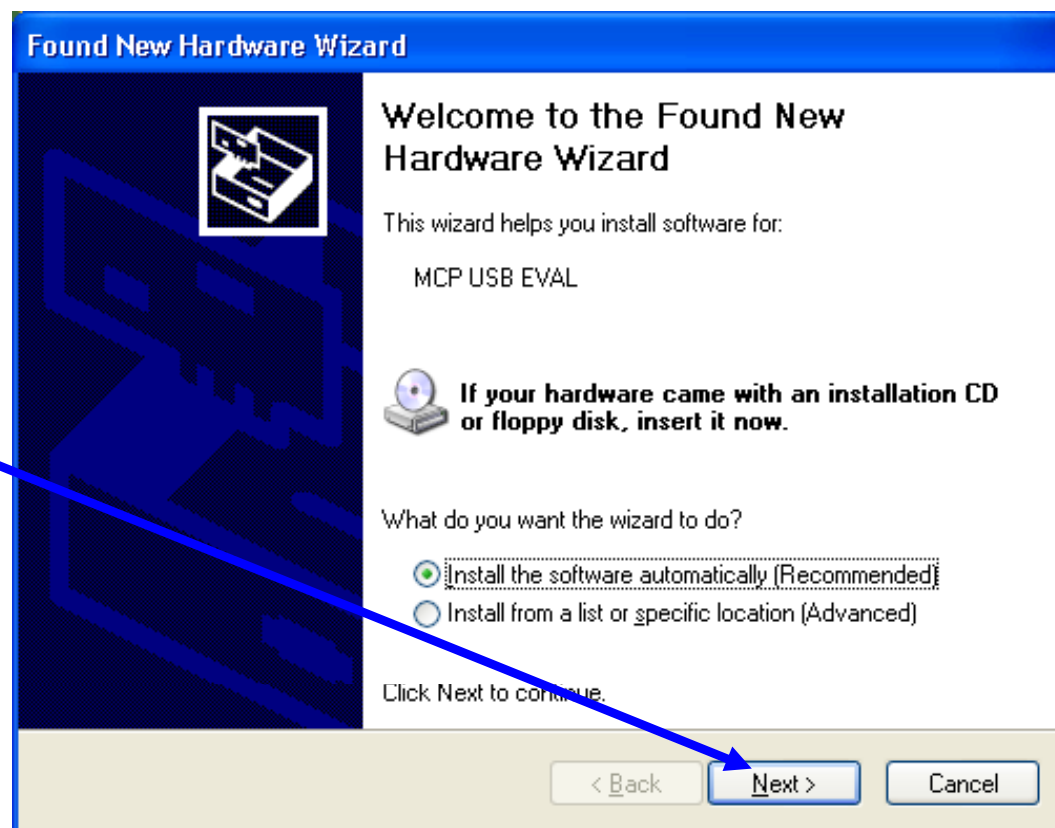 Found New Hardware Wizard
Welcome to the Found New
Hardware Wizard
This wizard helps you install software for:
MCP USB EVAL
If your hardware came with an installation CD
or floppy disk, insert it now.
What do you want the wizard to do?
Install the software automatically (Recommended)
Install from a list or specific location (Advanced)
Click Next to continue.
< Back Next > Cancel